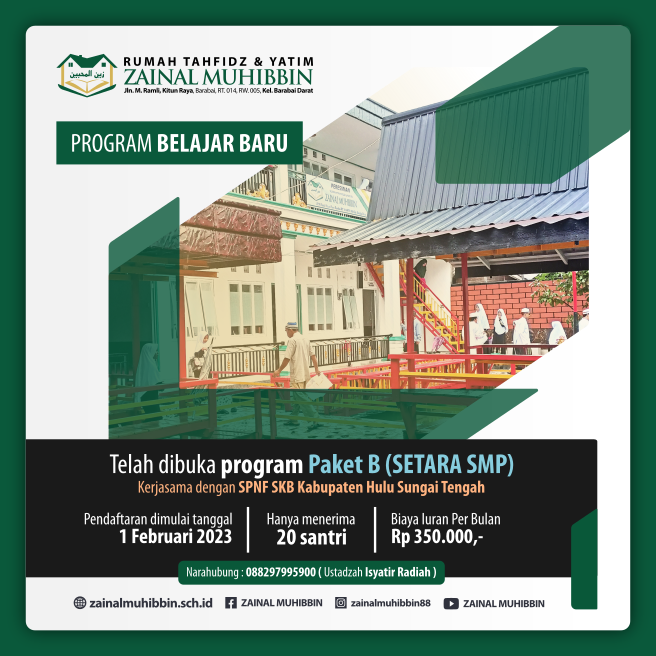 زين المحبين
RUMAH TAHFIDZ & YATIM
ZAINAL MUHIBBIN
Jln. M. Ramli, Kitun Raya, Barabai, RT. 014, RW. 005, Kel. Barabai Darat
PROGRAM BELAJAR BARU
ZAINAL MUHIBBIN
Telah dibuka program Paket B (SETARA SMP)
Kerjasama dengan SPNF SKB Kabupaten Hulu Sungai Tengah
Pendaftaran dimulai tanggal
1 Februari 2023
Hanya menerima
20 santri
Biaya Iuran Per Bulan
Rp 350.000,-
Narahubung : 088297995900 ( Ustadzah Isyatir Radiah )
zainalmuhibbin.sch.id
ZAINAL MUHIBBIN
zainalmuhibbin88
ZAINAL MUHIBBIN